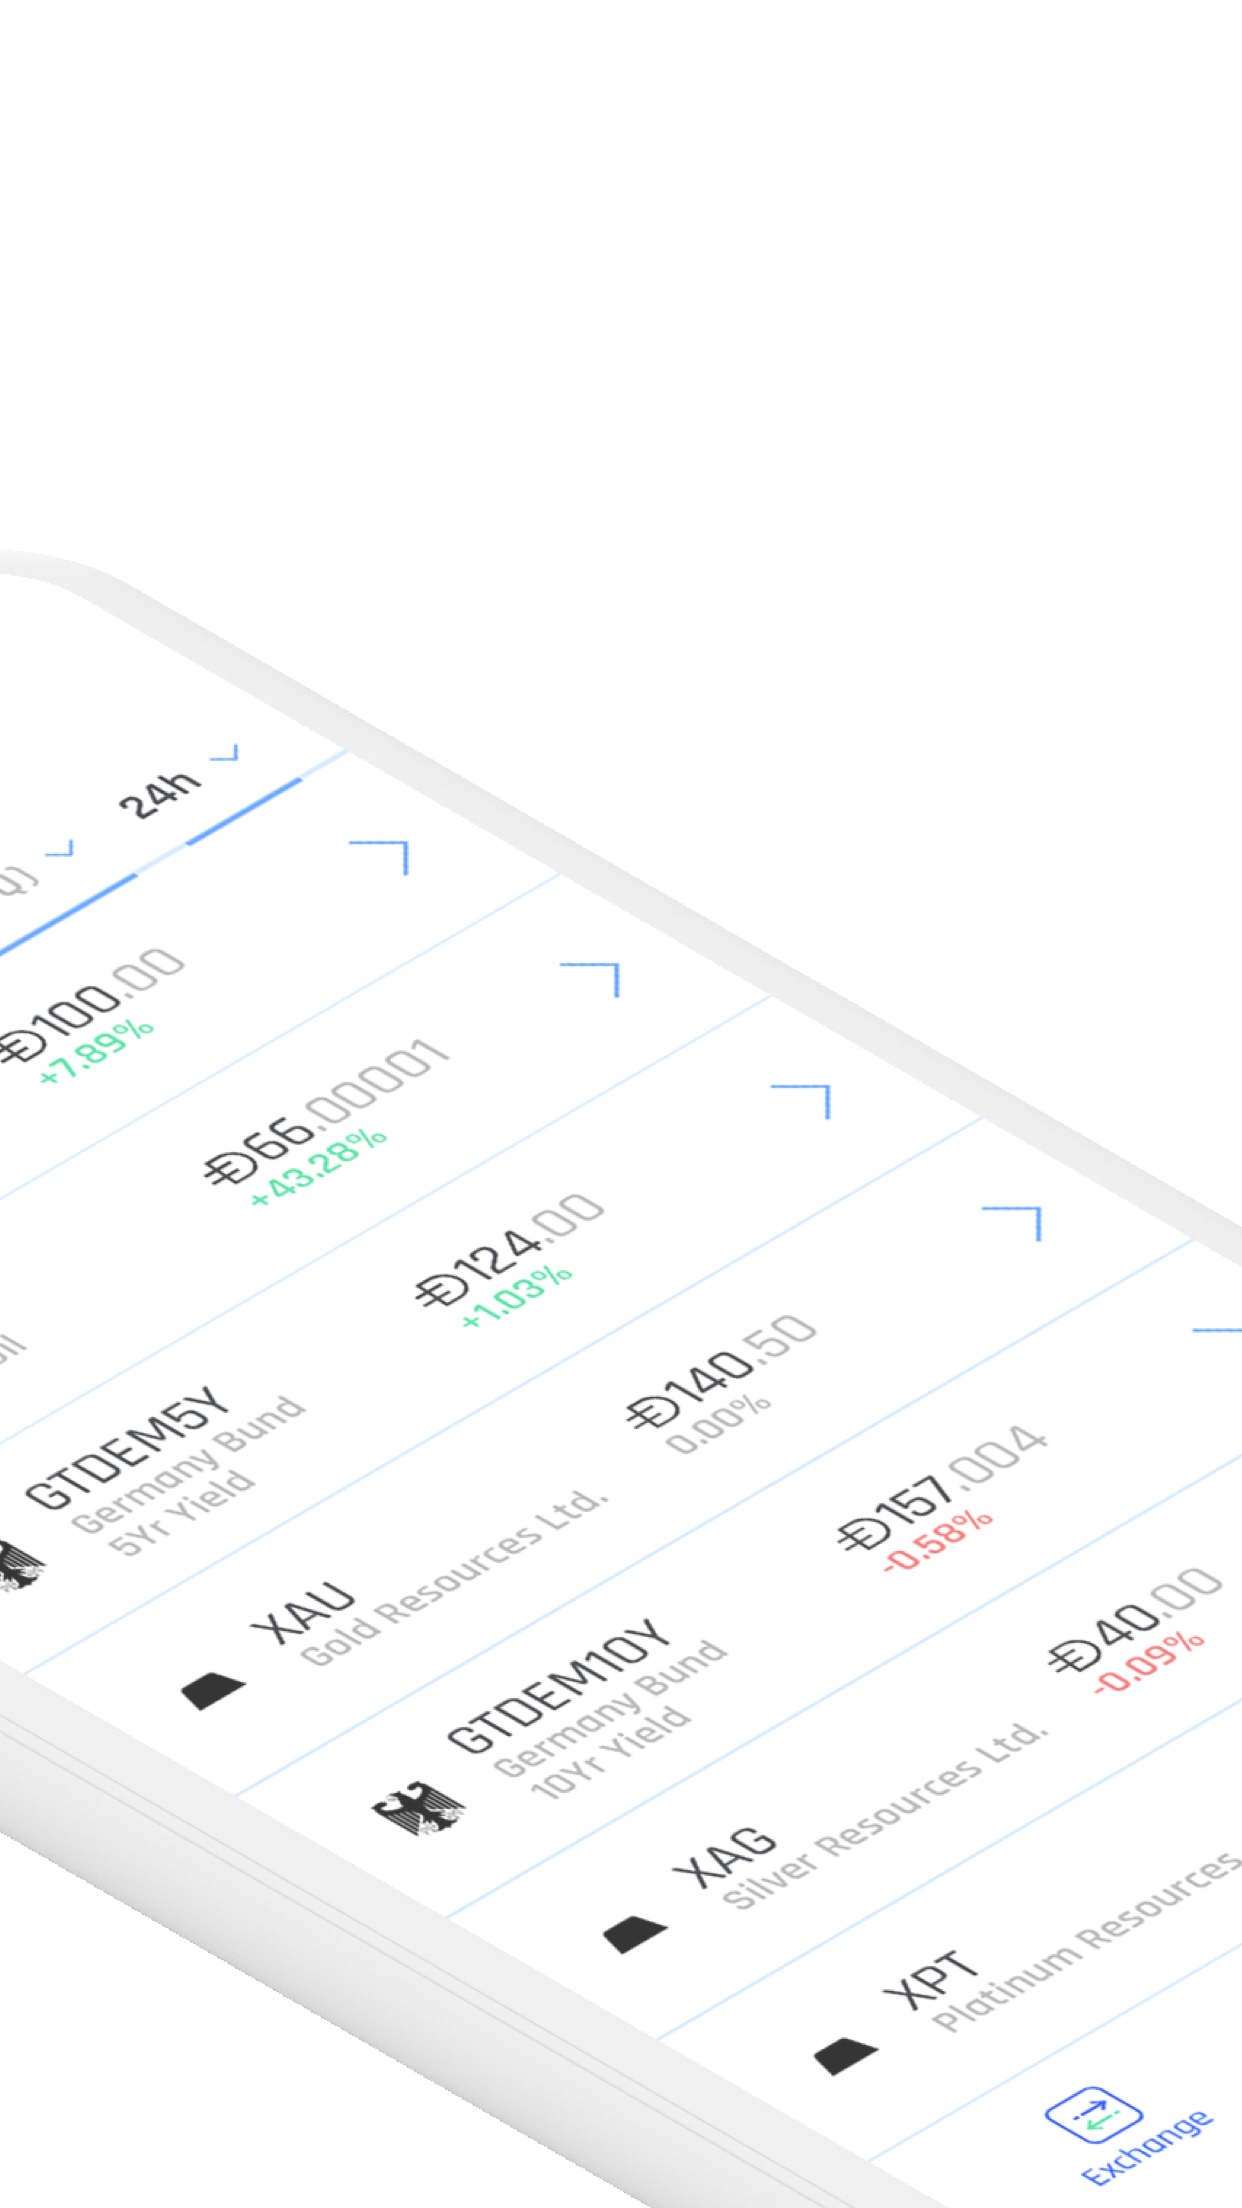 Q) 24h
Đ100.00
+7.89%
Đ66.00001
+43.28%
GTDEM5Y Đ124.00
Germany Bund +1.03%
5Yr Yield
XAU Đ140.50
Gold Resources Ltd. 0.00%
GTDEM10Y Đ157.004
Germany Bund -0.58%
10Yr Yield
XAG Đ40.00
Silver Resources Ltd. -0.09%
XPT
Platinum Resources
Exchange